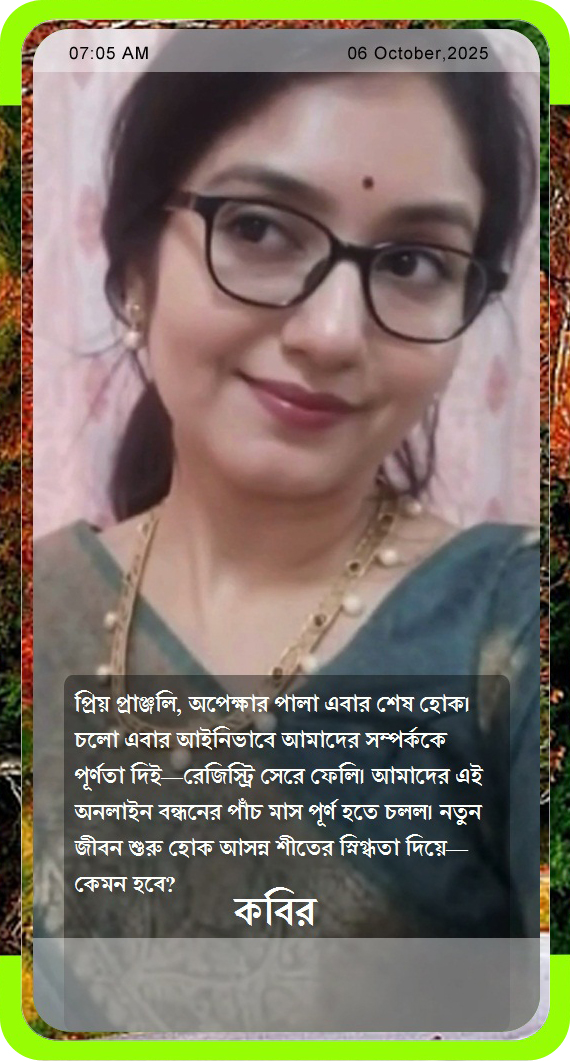 07:05 AM 06 October,2025
প্রিয় প্রাঞ্জলি, অপেক্ষার পালা এবার শেষ হোক।
চলো এবার আইনিভাবে আমাদের সম্পর্ককে
পূর্ণতা দিই—রেজিস্ট্রি সেরে ফেলি। আমাদের এই
অনলাইন বন্ধনের পাঁচ মাস পূর্ণ হতে চলল। নতুন
জীবন শুরু হোক আসন্ন শীতের স্নিগ্ধতা দিয়ে—
কেমন হবে?
কবির